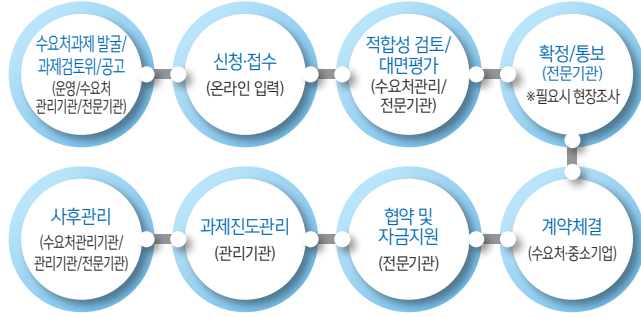 수요처과제 발굴/
과제검토위/공고
(운영/수요처
관리기관/전문기관)
신청·접수
(온라인 입력)
적합성 검토/
대면평가
(수요처관리/
전문기관)
확정/통보
(전문기관)
※필요시 현장조사
계약체결
(수요처·중소기업)
협약 및
자금지원
(전문기관)
과제진도관리
(관리기관)
사후관리
(수요처관리기관/
관리기관/전문기관)